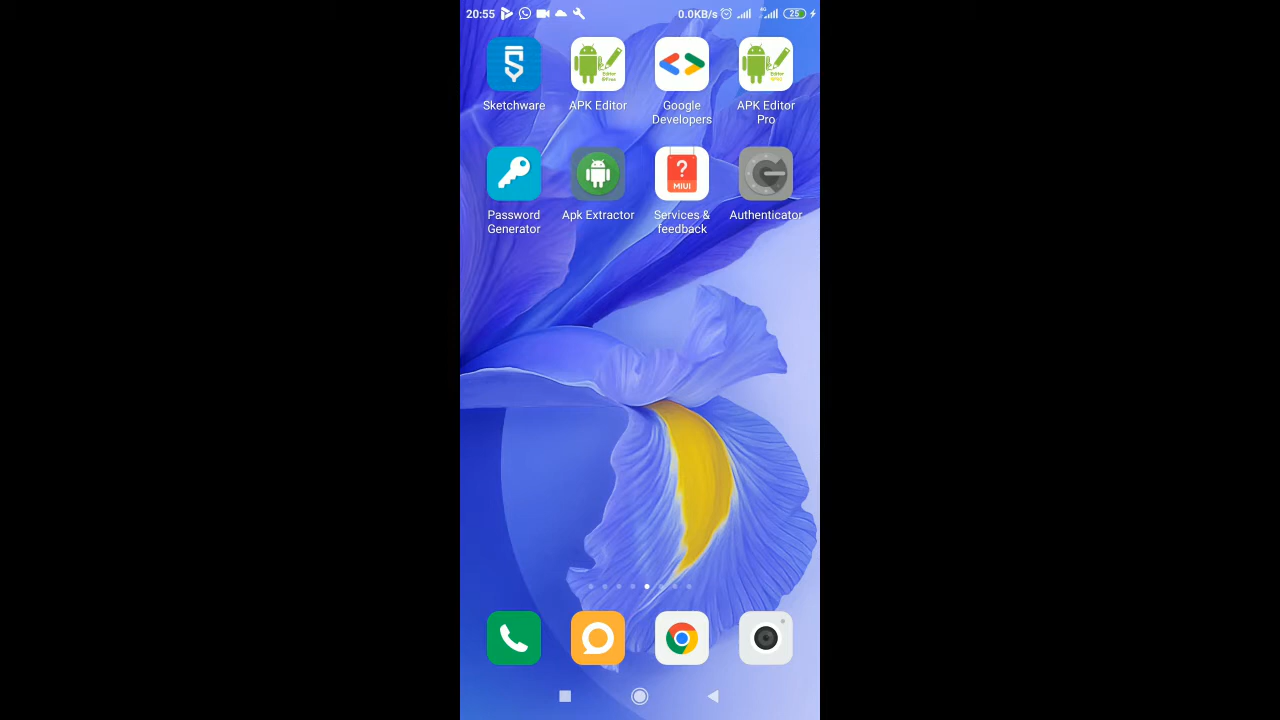 20:55 0.0KB/s 4G 25
Sketchware APK Editor Google Developers APK Editor Pro
Password Generator Apk Extractor MIUI Services & feedback Authenticator